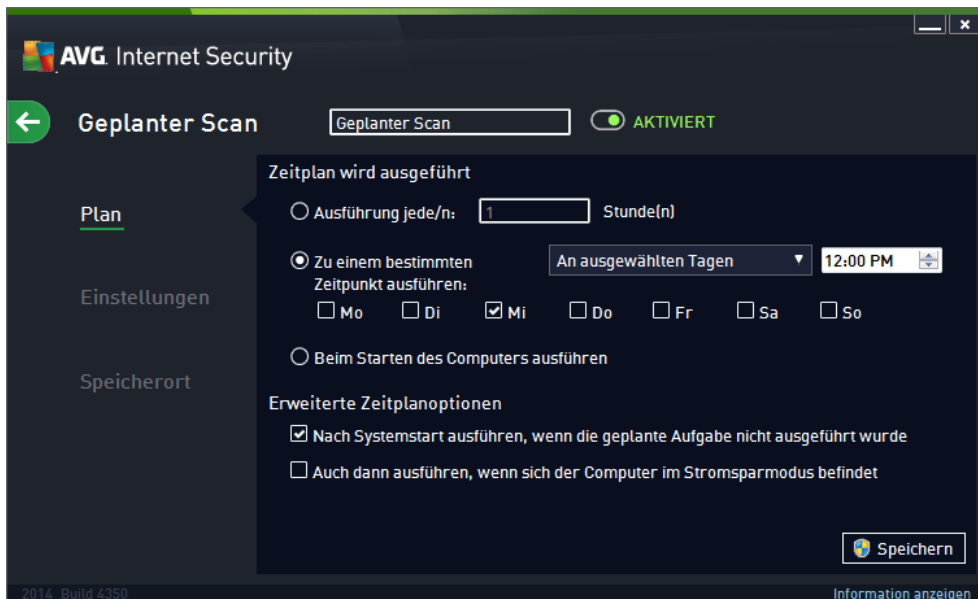 AVG. Internet Security
Geplanter Scan
Geplanter Scan
AKTIVIERT
Plan
Einstellungen
Speicherort
Zeitplan wird ausgeführt
Ausführung jede/n: 1 Stunde(n)
Zu einem bestimmten
Zeitpunkt ausführen:
An ausgewählten Tagen
12:00 PM
Mo Di Mi Do Fr Sa So
Beim Starten des Computers ausführen
Erweiterte Zeitplanoptionen
Nach Systemstart ausführen, wenn die geplante Aufgabe nicht ausgeführt wurde
Auch dann ausführen, wenn sich der Computer im Stromsparmodus befindet
Speichern
2014 Build 4350
Information anzeigen